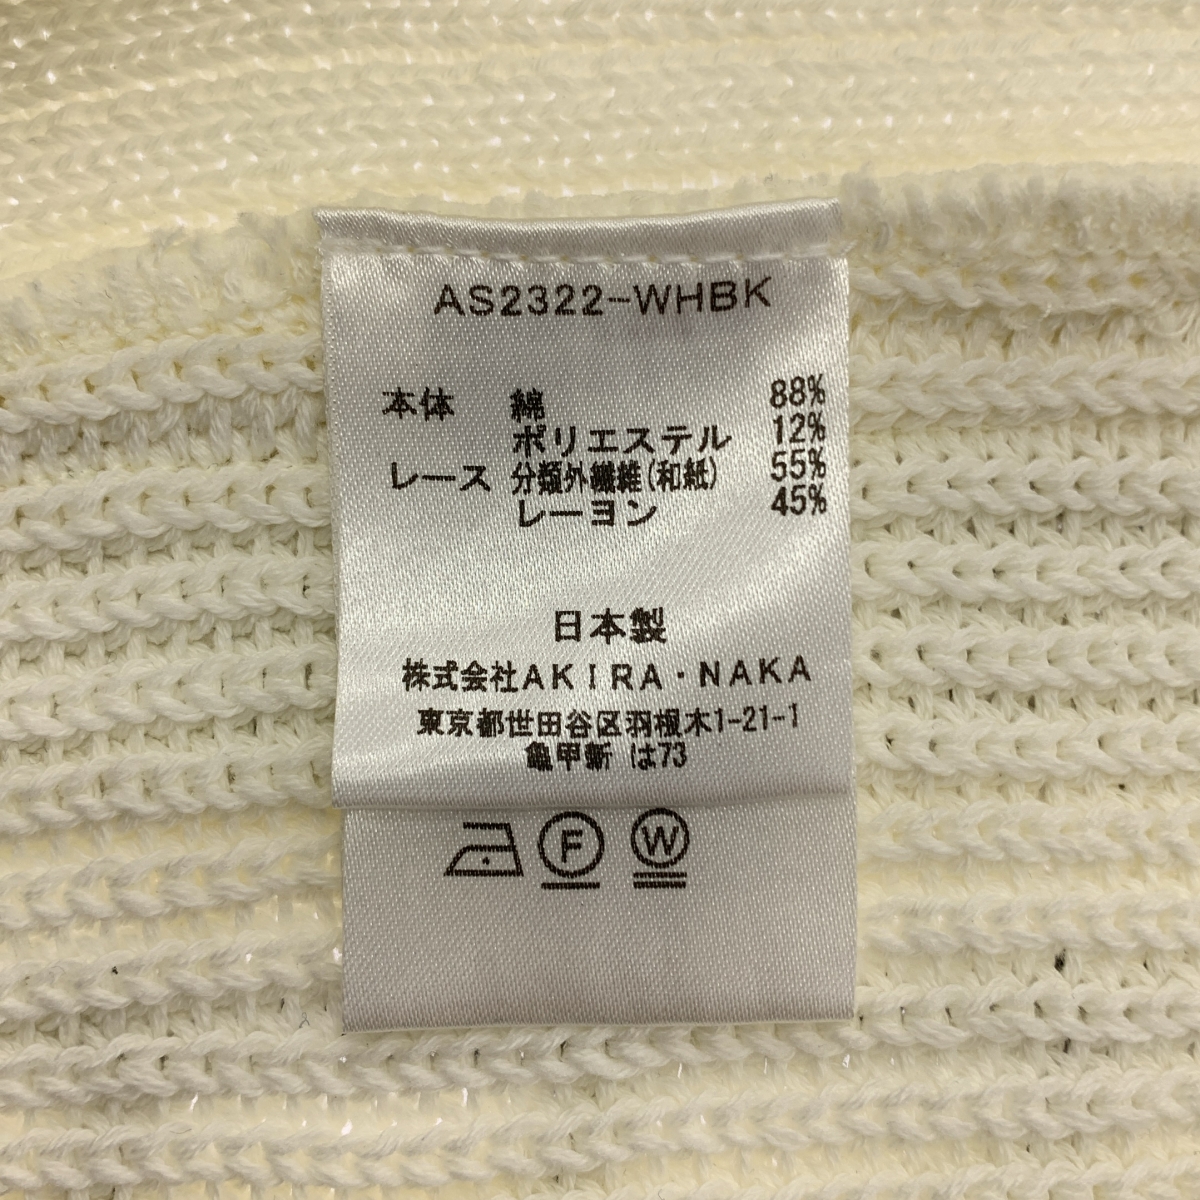 AS2322-WHBK
本体 綿 88%
ポリエステル 12%
レース 分類外繊維(和紙) 55%
レーヨン 45%
日本製
株式会社AKIRA・NAKA
東京都世田谷区羽根木1-21-1
亀甲新 は73
F W